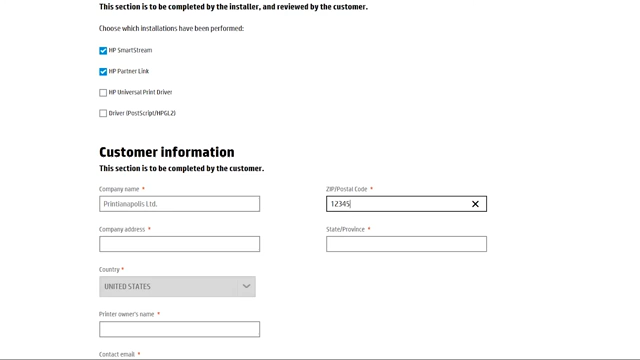 This section is to be completed by the installer, and reviewed by the customer.
Choose which installations have been performed:
HP SmartStream
HP Partner Link
HP Universal Print Driver
Driver (PostScript/HPGL2)
Customer information
This section is to be completed by the customer.
Company name *
ZIP/Postal Code *
Printianapolis Ltd.
12345
Company address *
State/Province *
Country *
UNITED STATES
Printer owner's name *
Contact email *